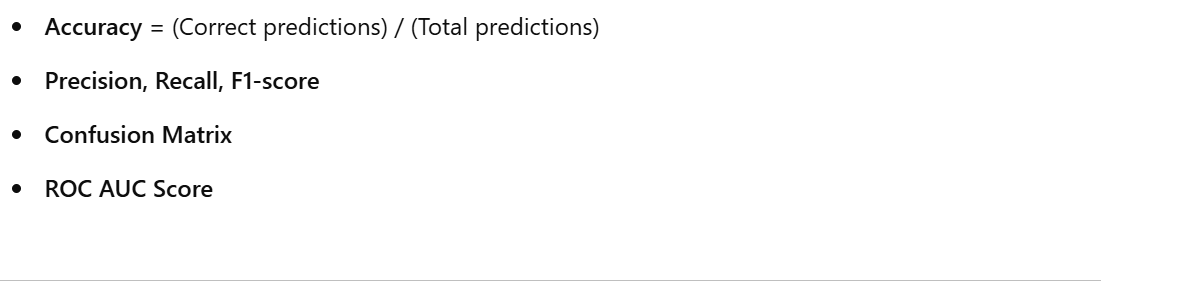 • Accuracy = (Correct predictions) / (Total predictions)
• Precision, Recall, F1-score
• Confusion Matrix
• ROC AUC Score